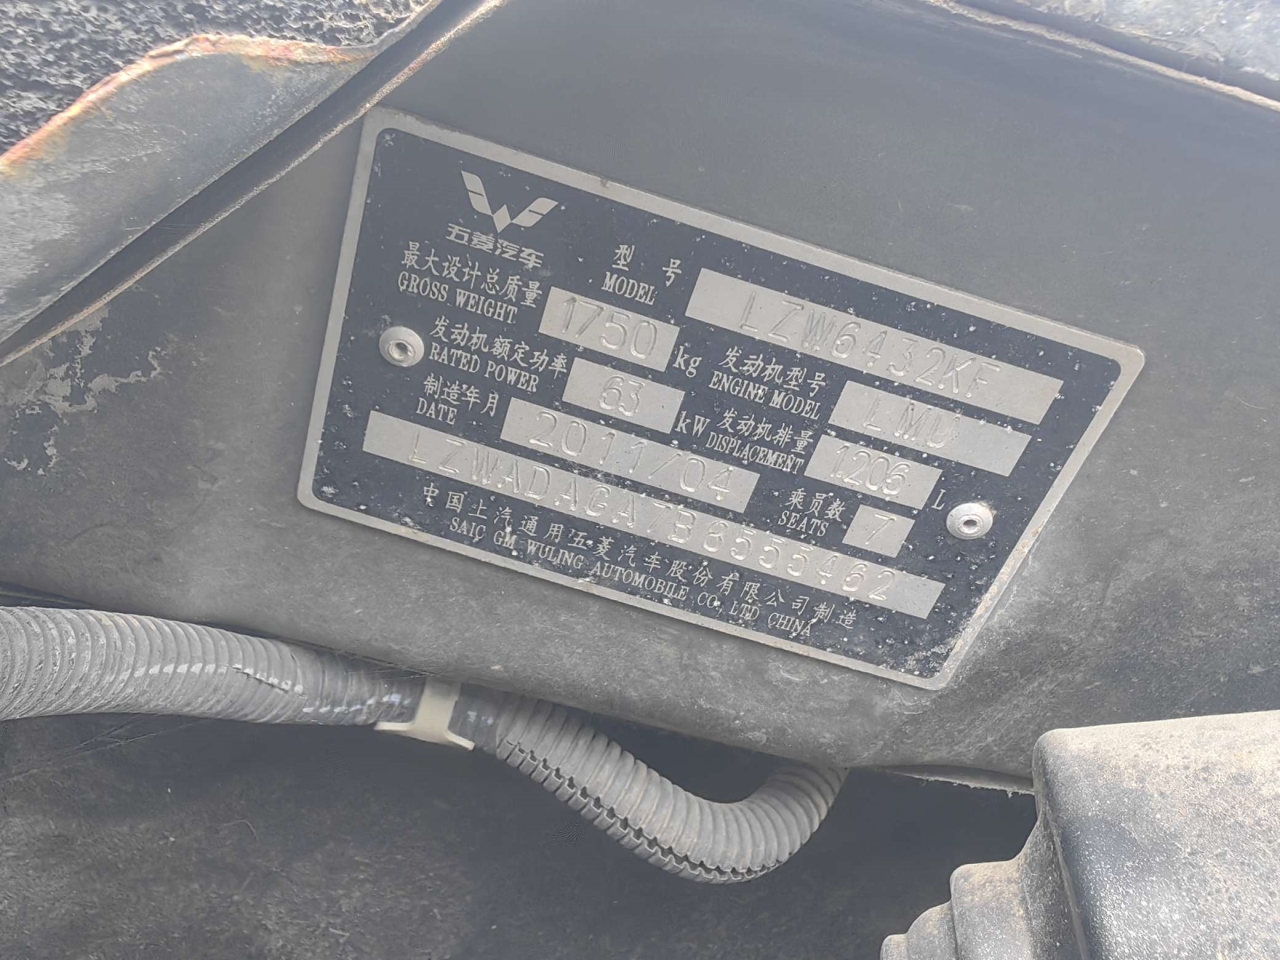 五菱汽车
型号 LZW6432KF
MODEL
最大设计总质量 1750 kg
GROSS WEIGHT
发动机型号 LMU
ENGINE MODEL
发动机额定功率 63 kW
RATED POWER
发动机排量 1206 L
DISPLACEMENT
制造年月 2011/04
DATE
乘员数 7
SEATS
LZWADAGA7B6555462
中国上汽通用五菱汽车股份有限公司制造
SAIC GM WULING AUTOMOBILE CO., LTD CHINA